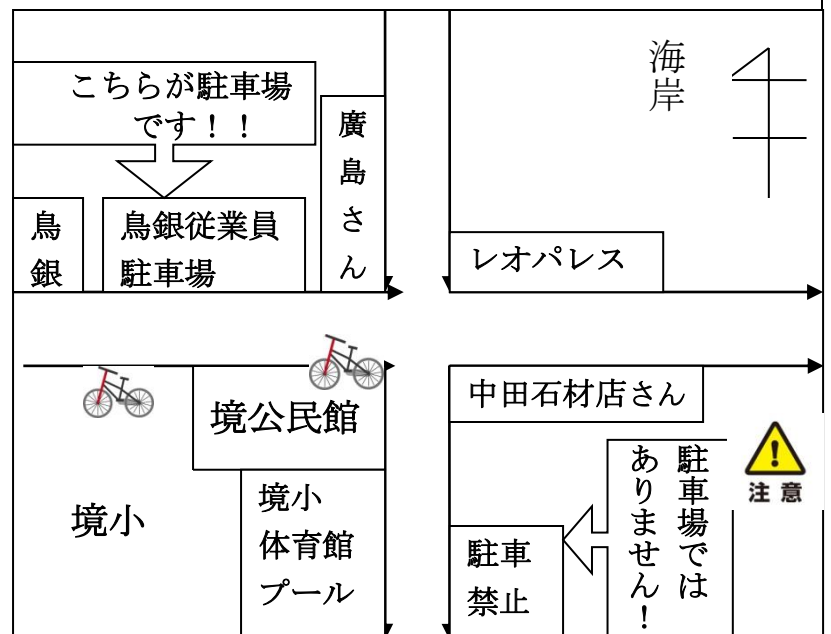 こちらが駐車場
です！！
廣島さん
海岸
鳥銀
鳥銀従業員
駐車場
レオパレス
境公民館
中田石材店さん
境小
境小
体育館
プール
駐車
禁止
駐車場では
ありません！
注意